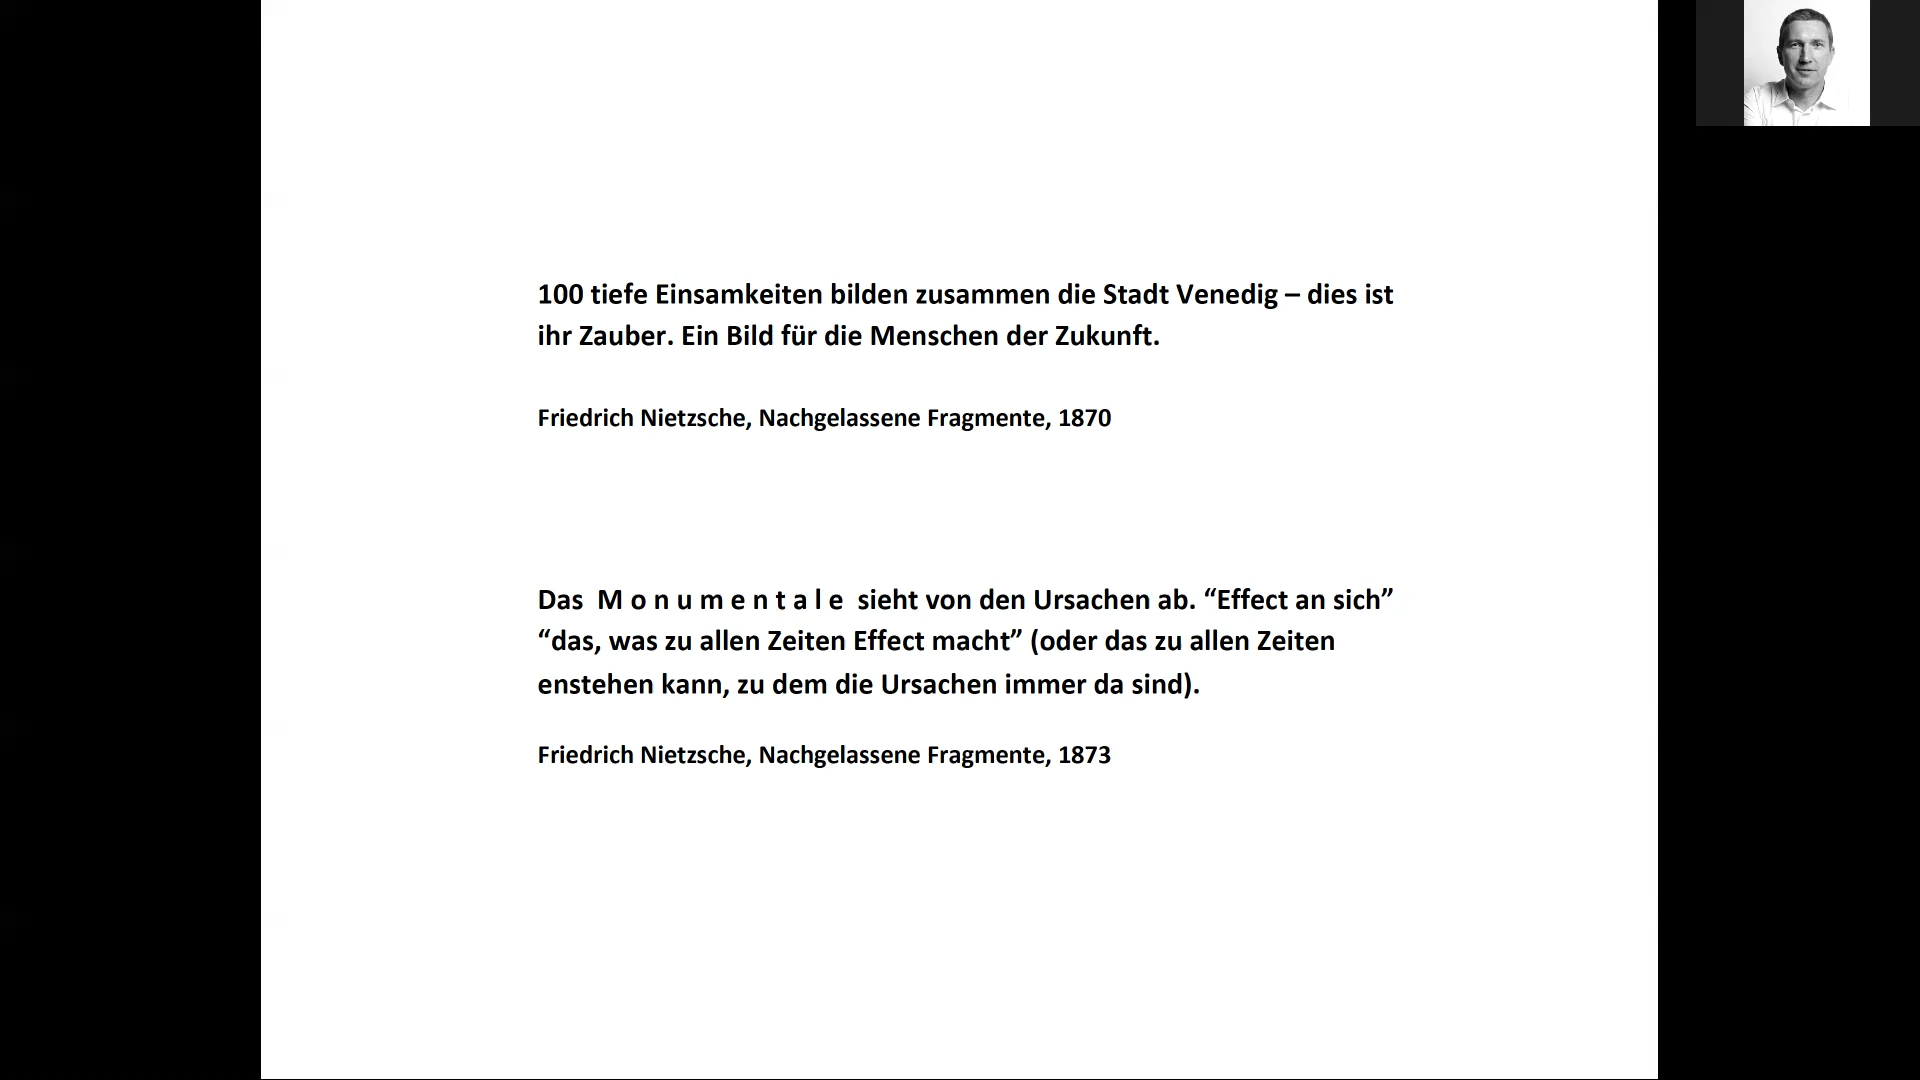 100 tiefe Einsamkeiten bilden zusammen die Stadt Venedig – dies ist
ihr Zauber. Ein Bild für die Menschen der Zukunft.
Friedrich Nietzsche, Nachgelassene Fragmente, 1870
Das  M o n u m e n t a l e  sieht von den Ursachen ab. “Effect an sich”
“das, was zu allen Zeiten Effect macht” (oder das zu allen Zeiten
enstehen kann, zu dem die Ursachen immer da sind).
Friedrich Nietzsche, Nachgelassene Fragmente, 1873